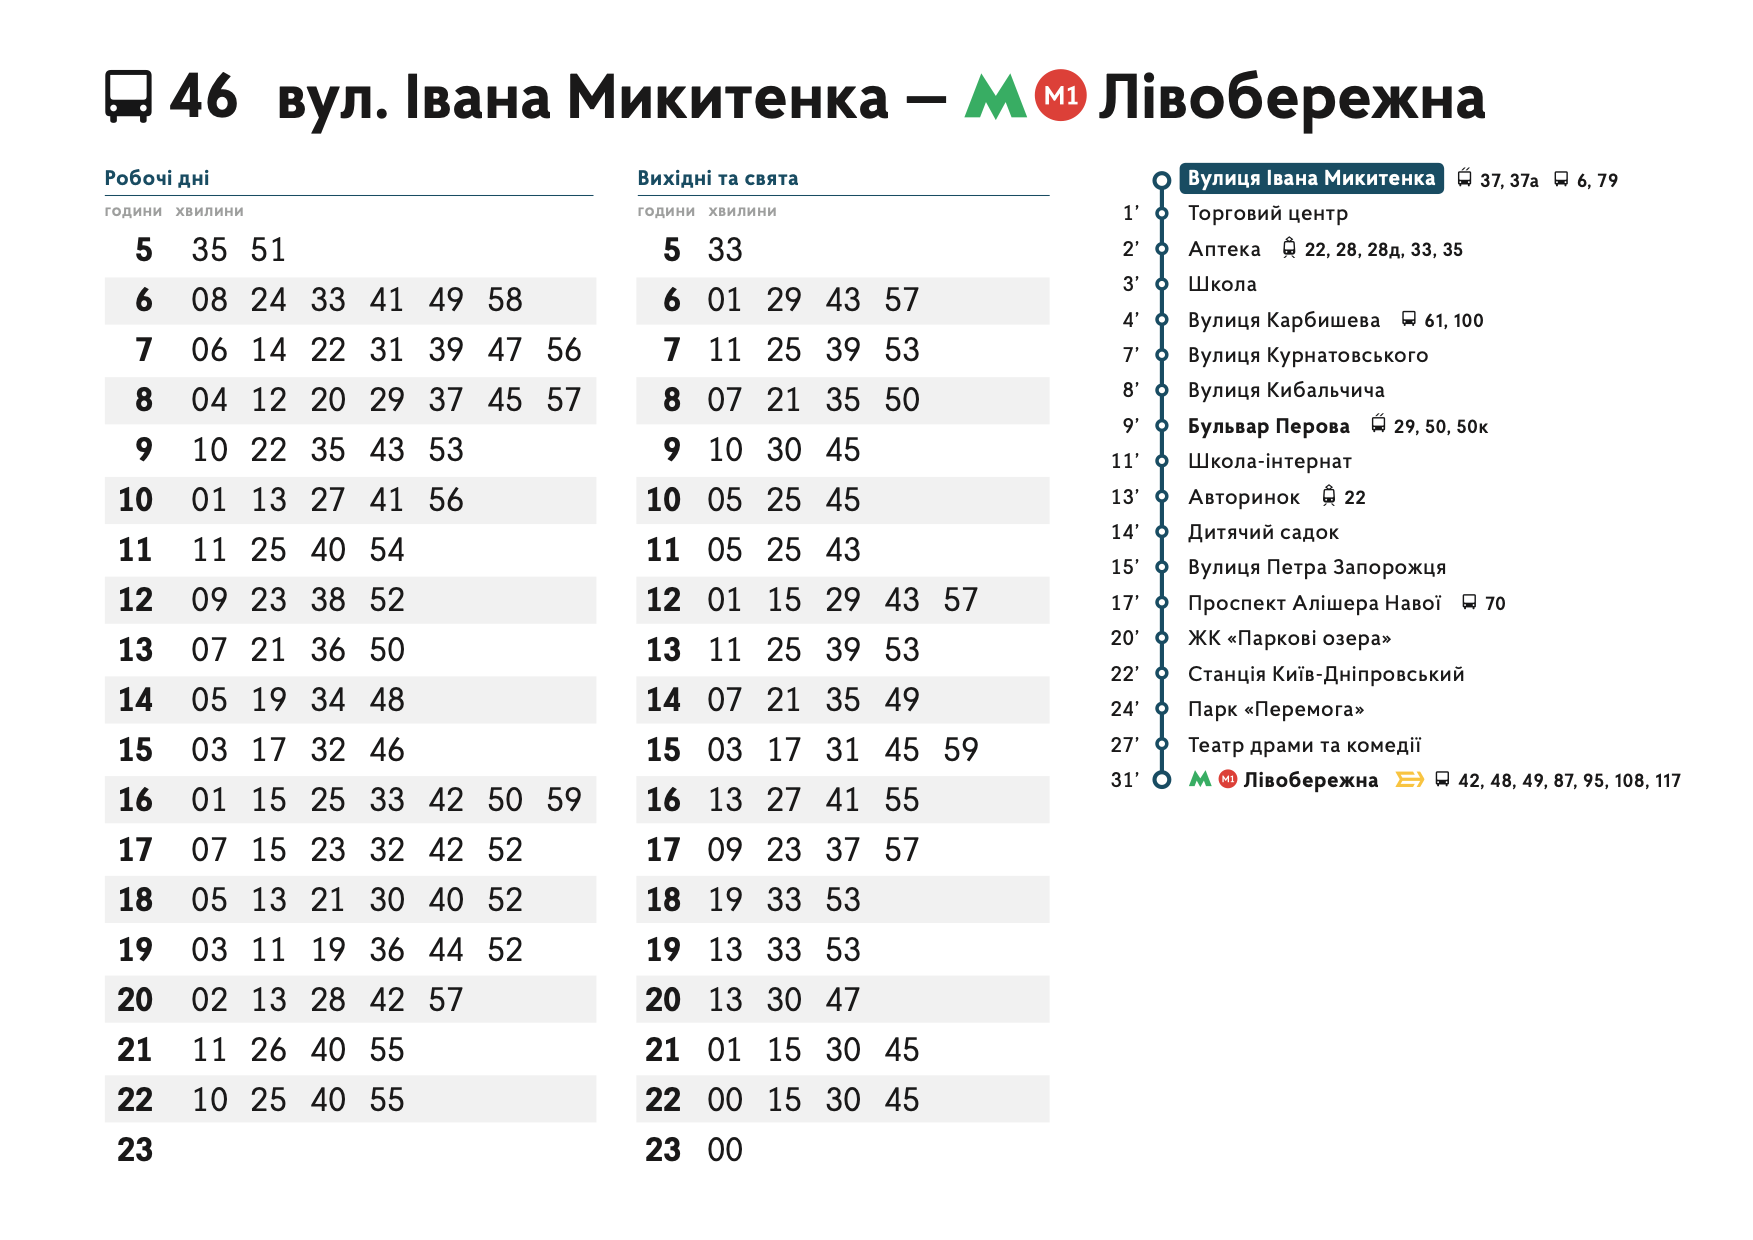 46 вул. Івана Микитенка — М М1 Лівобережна
Робочі дні
години хвилини
5 35 51
6 08 24 33 41 49 58
7 06 14 22 31 39 47 56
8 04 12 20 29 37 45 57
9 10 22 35 43 53
10 01 13 27 41 56
11 11 25 40 54
12 09 23 38 52
13 07 21 36 50
14 05 19 34 48
15 03 17 32 46
16 01 15 25 33 42 50 59
17 07 15 23 32 42 52
18 05 13 21 30 40 52
19 03 11 19 36 44 52
20 02 13 28 42 57
21 11 26 40 55
22 10 25 40 55
23
Вихідні та свята
години хвилини
5 33
6 01 29 43 57
7 11 25 39 53
8 07 21 35 50
9 10 30 45
10 05 25 45
11 05 25 43
12 01 15 29 43 57
13 11 25 39 53
14 07 21 35 49
15 03 17 31 45 59
16 13 27 41 55
17 09 23 37 57
18 19 33 53
19 13 33 53
20 13 30 47
21 01 15 30 45
22 00 15 30 45
23 00
Вулиця Івана Микитенка 37, 37а 6, 79
1’ Торговий центр
2’ Аптека 22, 28, 28д, 33, 35
3’ Школа
4’ Вулиця Карбишева 61, 100
7’ Вулиця Курнатовського
8’ Вулиця Кибальчича
9’ Бульвар Перова 29, 50, 50к
11’ Школа-інтернат
13’ Авторинок 22
14’ Дитячий садок
15’ Вулиця Петра Запорожця
17’ Проспект Алішера Навої 70
20’ ЖК «Паркові озера»
22’ Станція Київ-Дніпровський
24’ Парк «Перемога»
27’ Театр драми та комедії
31’ М М1 Лівобережна 42, 48, 49, 87, 95, 108, 117